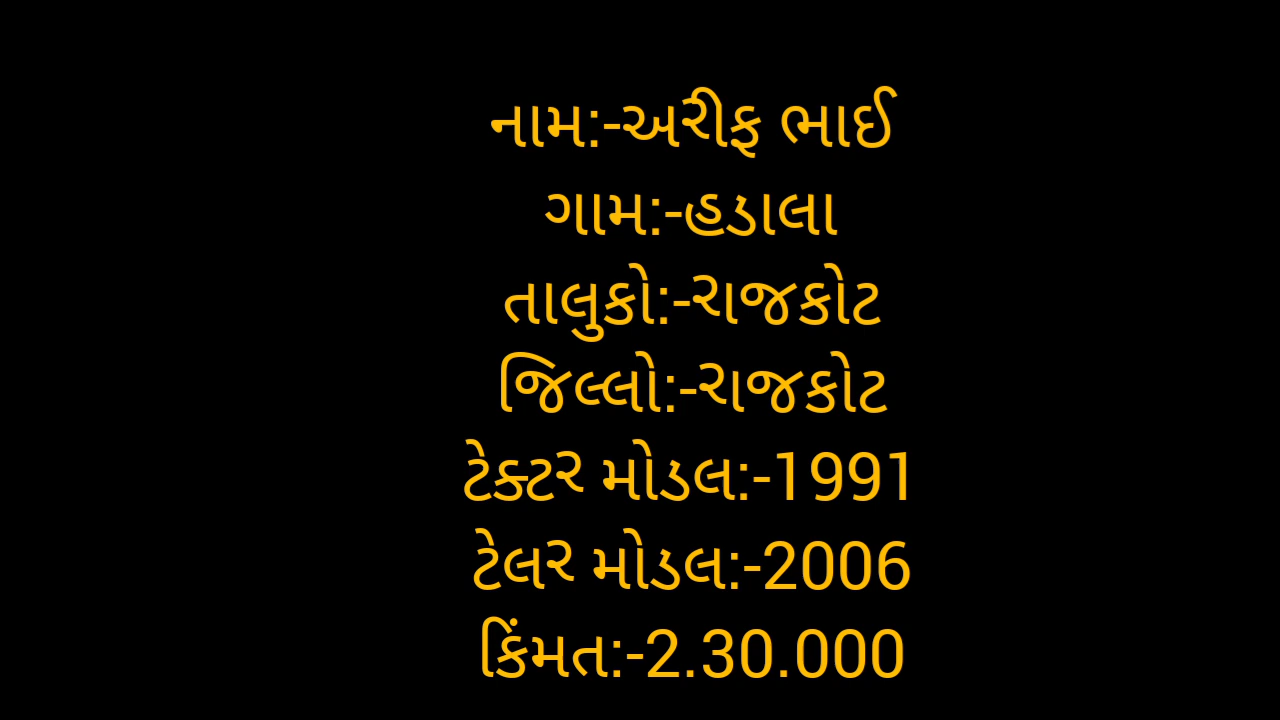 નામ:-અરીફ ભાઈ
ગામ:-હડાલા
તાલુકો:-રાજકોટ
જિલ્લો:-રાજકોટ
ટેક્ટર મોડલ:-1991
ટેલર મોડલ:-2006
કિંમત:-2.30.000